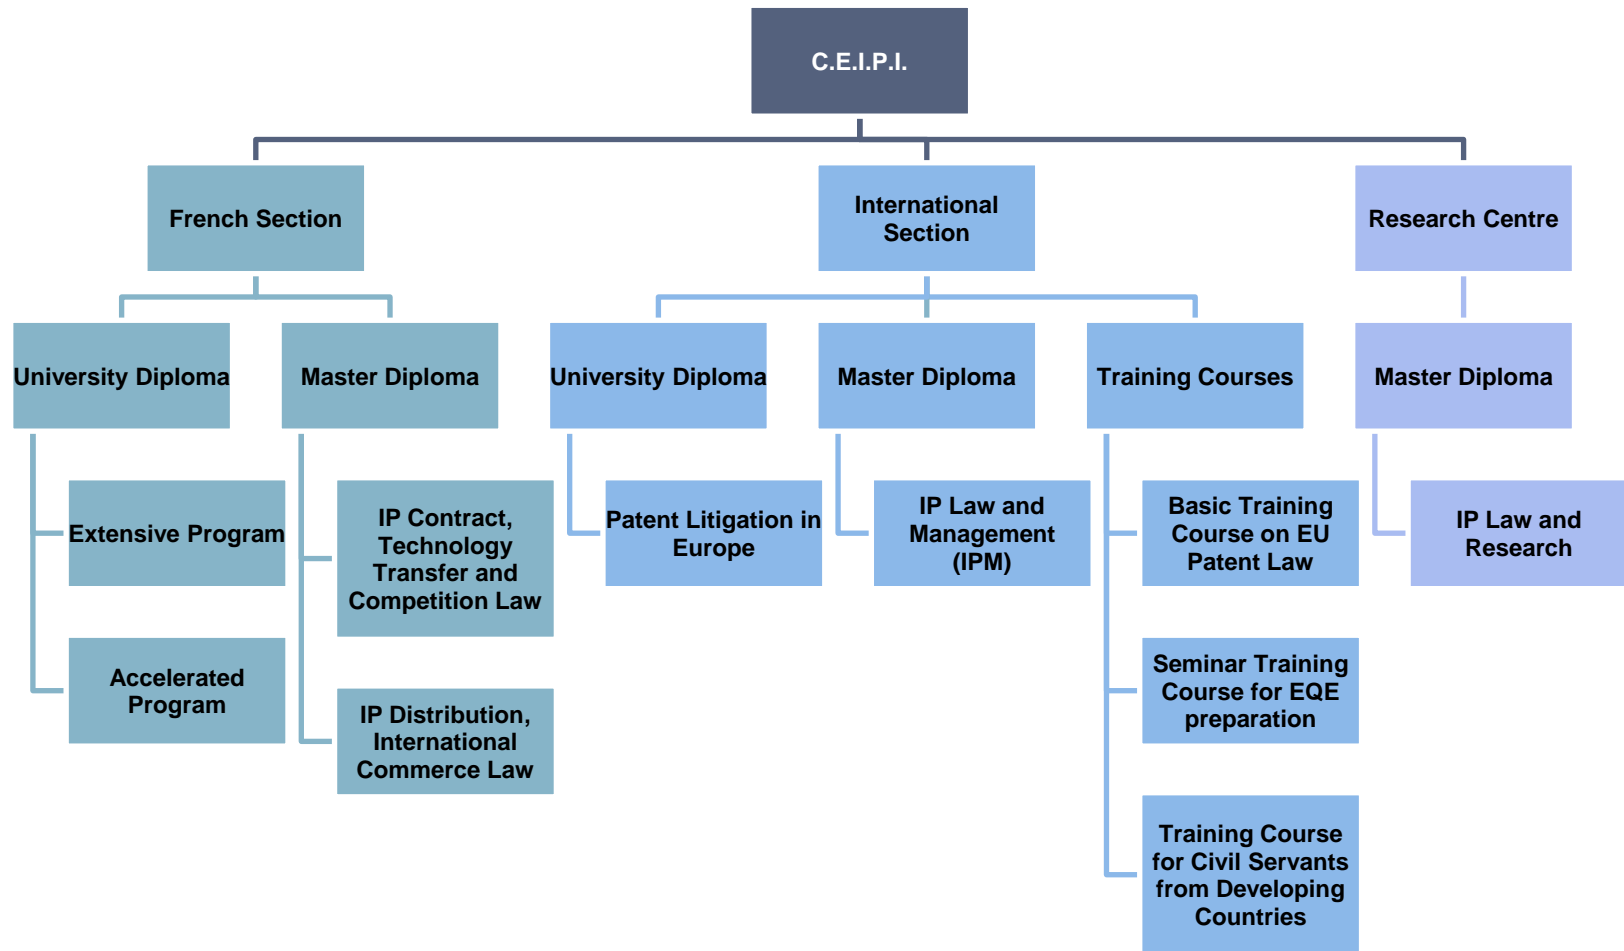 C.E.I.P.I.
French Section
International
Section
Research Centre
University Diploma
Master Diploma
University Diploma
Master Diploma
Training Courses
Master Diploma
Extensive Program
IP Contract,
Technology
Transfer and
Competition Law
Patent Litigation in
Europe
IP Law and
Management
(IPM)
Basic Training
Course on EU
Patent Law
IP Law and
Research
Accelerated
Program
IP Distribution,
International
Commerce Law
Seminar Training
Course for EQE
preparation
Training Course
for Civil Servants
from Developing
Countries